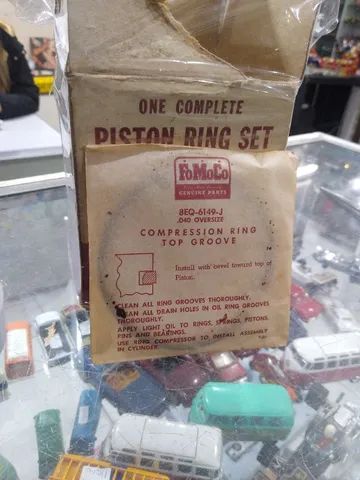 ONE COMPLETE
PISTON RING SET
FoMoCo
GENUINE PARTS
8EQ-6149-J
.040 OVERSIZE
COMPRESSION RING
TOP GROOVE
Install with bevel toward top of
Piston.
CLEAN ALL RING GROOVES THOROUGHLY.
CLEAN ALL DRAIN HOLES IN OIL RING GROOVES
THOROUGHLY.
APPLY LIGHT OIL TO RINGS, SPRINGS, PISTONS,
PINS AND BEARINGS.
USE RING COMPRESSOR TO INSTALL ASSEMBLY
IN CYLINDER.